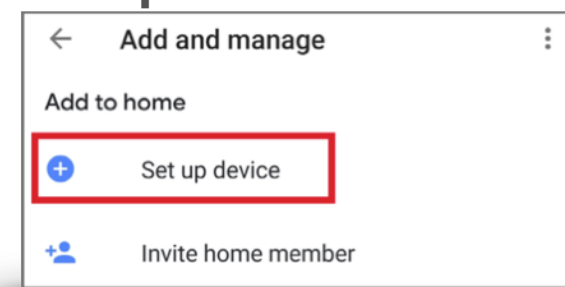 Add and manage
Add to home
Set up device
Invite home member